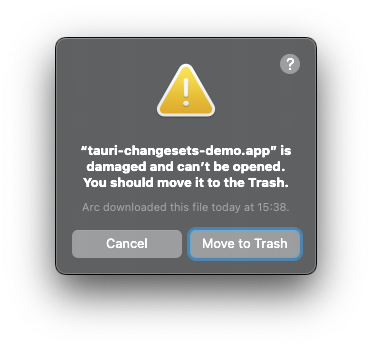 ?
“tauri-changesets-demo.app” is
damaged and can’t be opened.
You should move it to the Trash.
Arc downloaded this file today at 15:38.
Cancel
Move to Trash